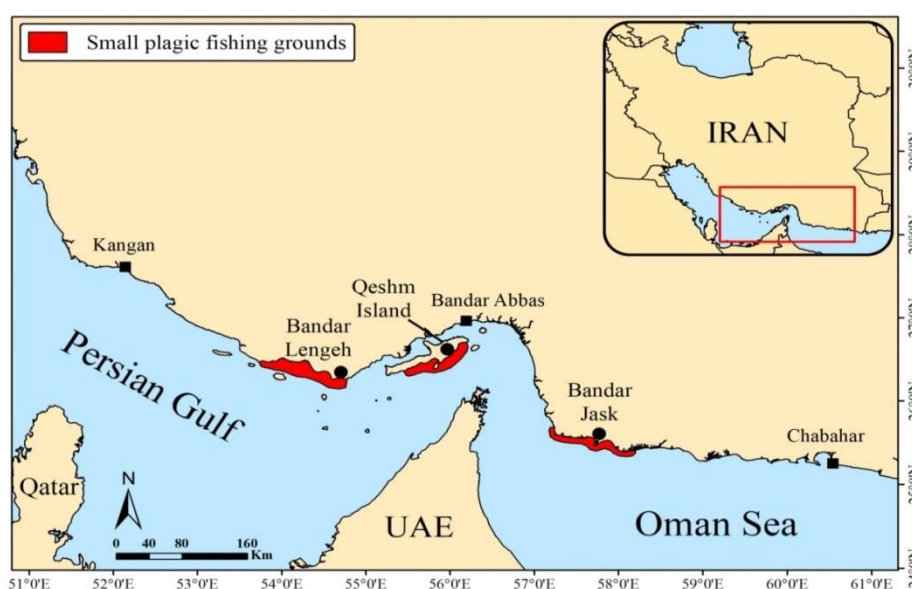 Small plagic fishing grounds
IRAN
Kangan
Qeshm
Island
Bandar Abbas
Bandar
Lengeh
Persian Gulf
Bandar
Jask
Chabahar
Qatar
N
UAE
Oman Sea
0 40 80 160
Km
51°0'E 52°0'E 53°0'E 54°0'E 55°0'E 56°0'E 57°0'E 58°0'E 59°0'E 60°0'E 61°0'E